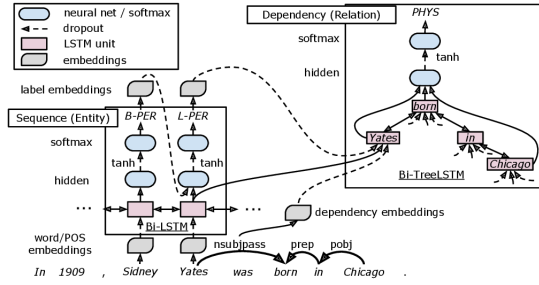 neural net / softmax
dropout
LSTM unit
embeddings
label embeddings
Sequence (Entity)
B-PER
L-PER
softmax
tanh
tanh
hidden
...
...
Bi-LSTM
word/POS
embeddings
In 1909 , Sidney Yates was born in Chicago .
nsubjpass
prep
pobj
dependency embeddings
Dependency (Relation)
PHYS
softmax
tanh
hidden
born
Yates
in
Chicago
Bi-TreeLSTM